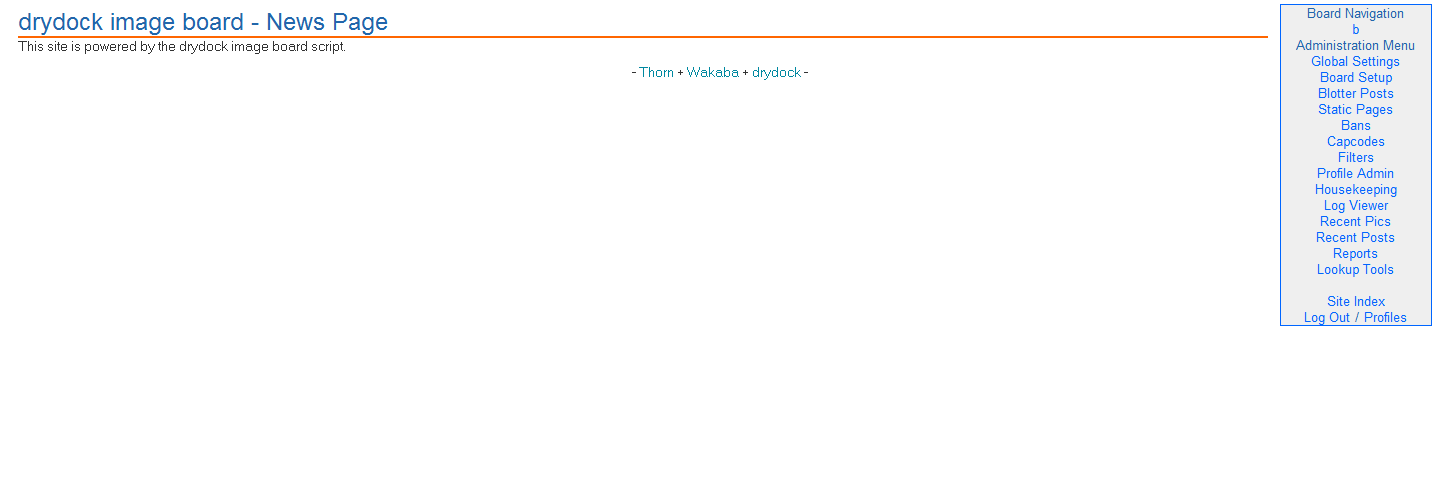 drydock image board - News Page
This site is powered by the drydock image board script.
- Thorn + Wakaba + drydock -
Board Navigation
b
Administration Menu
Global Settings
Board Setup
Blotter Posts
Static Pages
Bans
Capcodes
Filters
Profile Admin
Housekeeping
Log Viewer
Recent Pics
Recent Posts
Reports
Lookup Tools
Site Index
Log Out / Profiles